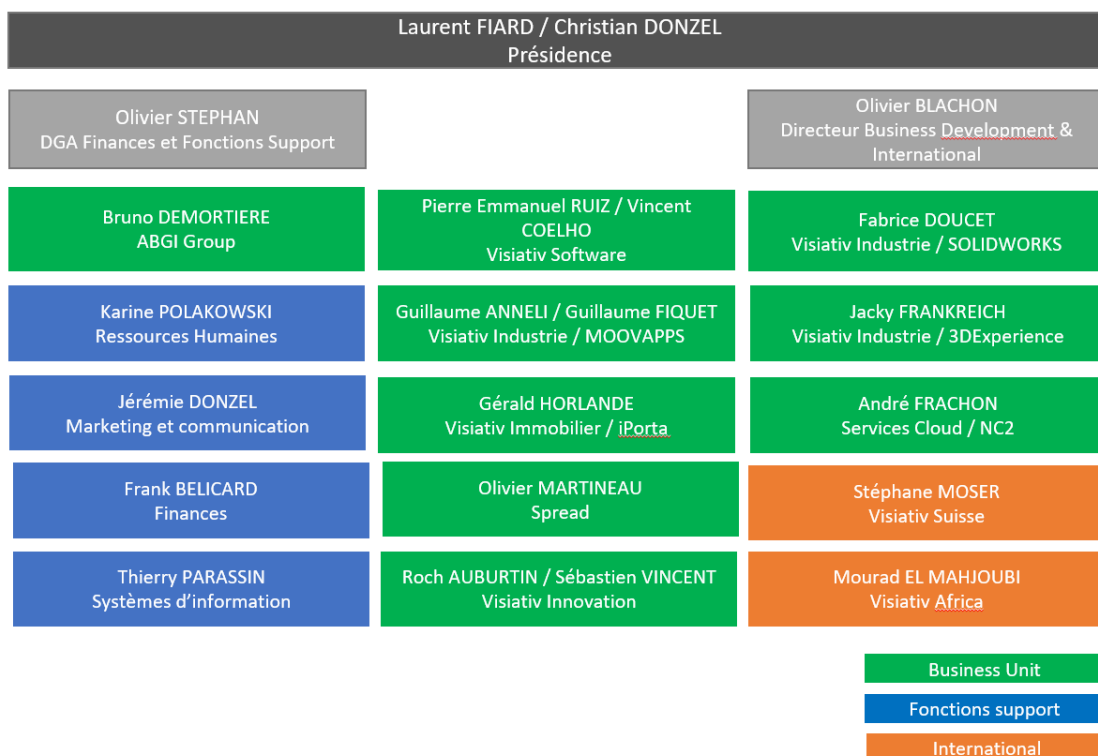 Laurent FIARD / Christian DONZEL
Présidence
Olivier STEPHAN
DGA Finances et Fonctions Support
Olivier BLACHON
Directeur Business Development &
International
Bruno DEMORTIERE
ABGI Group
Pierre Emmanuel RUIZ / Vincent
COELHO
Visiativ Software
Fabrice DOUCET
Visiativ Industrie / SOLIDWORKS
Karine POLAKOWSKI
Ressources Humaines
Guillaume ANNELI / Guillaume FIQUET
Visiativ Industrie / MOOVAPPS
Jacky FRANKREICH
Visiativ Industrie / 3DExperience
Jérémie DONZEL
Marketing et communication
Gérald HORLANDE
Visiativ Immobilier / iPorta
André FRACHON
Services Cloud / NC2
Frank BELICARD
Finances
Olivier MARTINEAU
Spread
Stéphane MOSER
Visiativ Suisse
Thierry PARASSIN
Systèmes d'information
Roch AUBURTIN / Sébastien VINCENT
Visiativ Innovation
Mourad EL MAHJOUBI
Visiativ Africa
Business Unit
Fonctions support
International